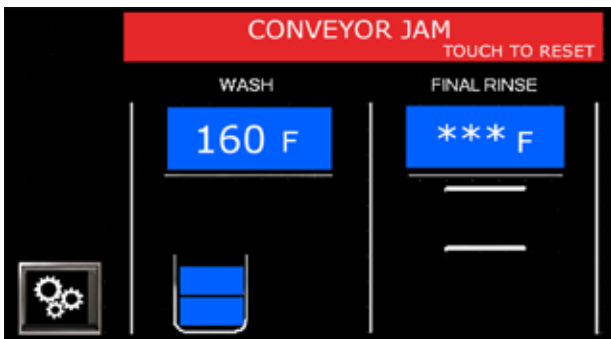 CONVEYOR JAM
TOUCH TO RESET
WASH
FINAL RINSE
160 F
*** F